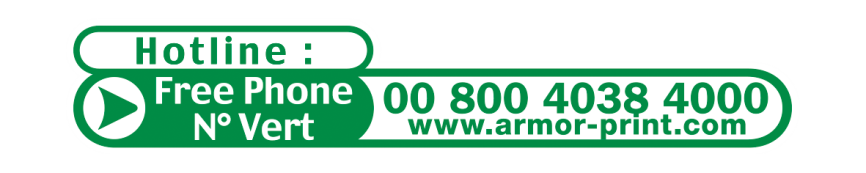 Hotline :
Free Phone
N° Vert
00 800 4038 4000
www.armor-print.com